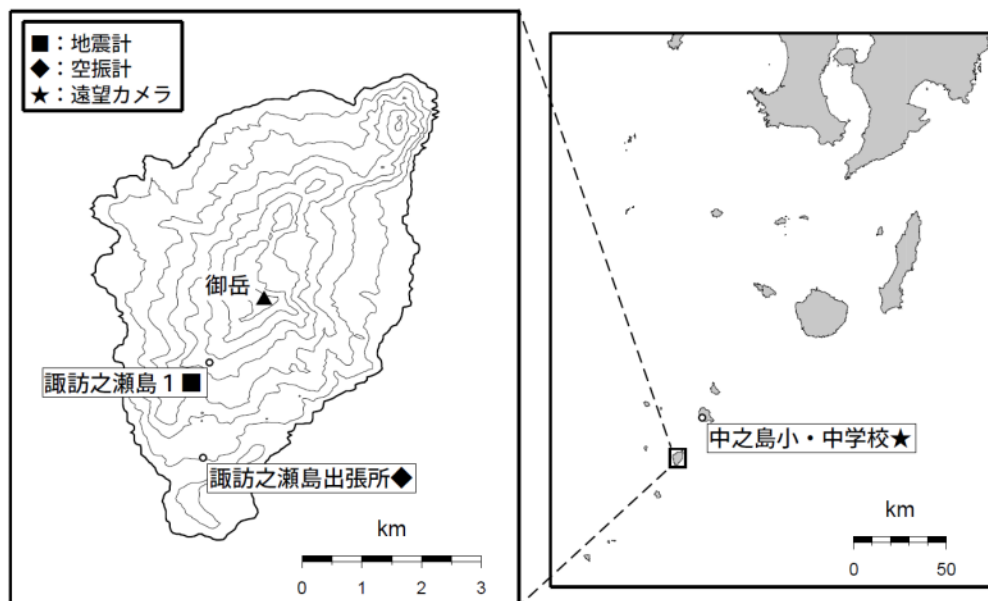 ■：地震計
◆：空振計
★：遠望カメラ
御岳
諏訪之瀬島１■
諏訪之瀬島出張所◆
km
0 1 2 3
中之島小・中学校★
km
0 50